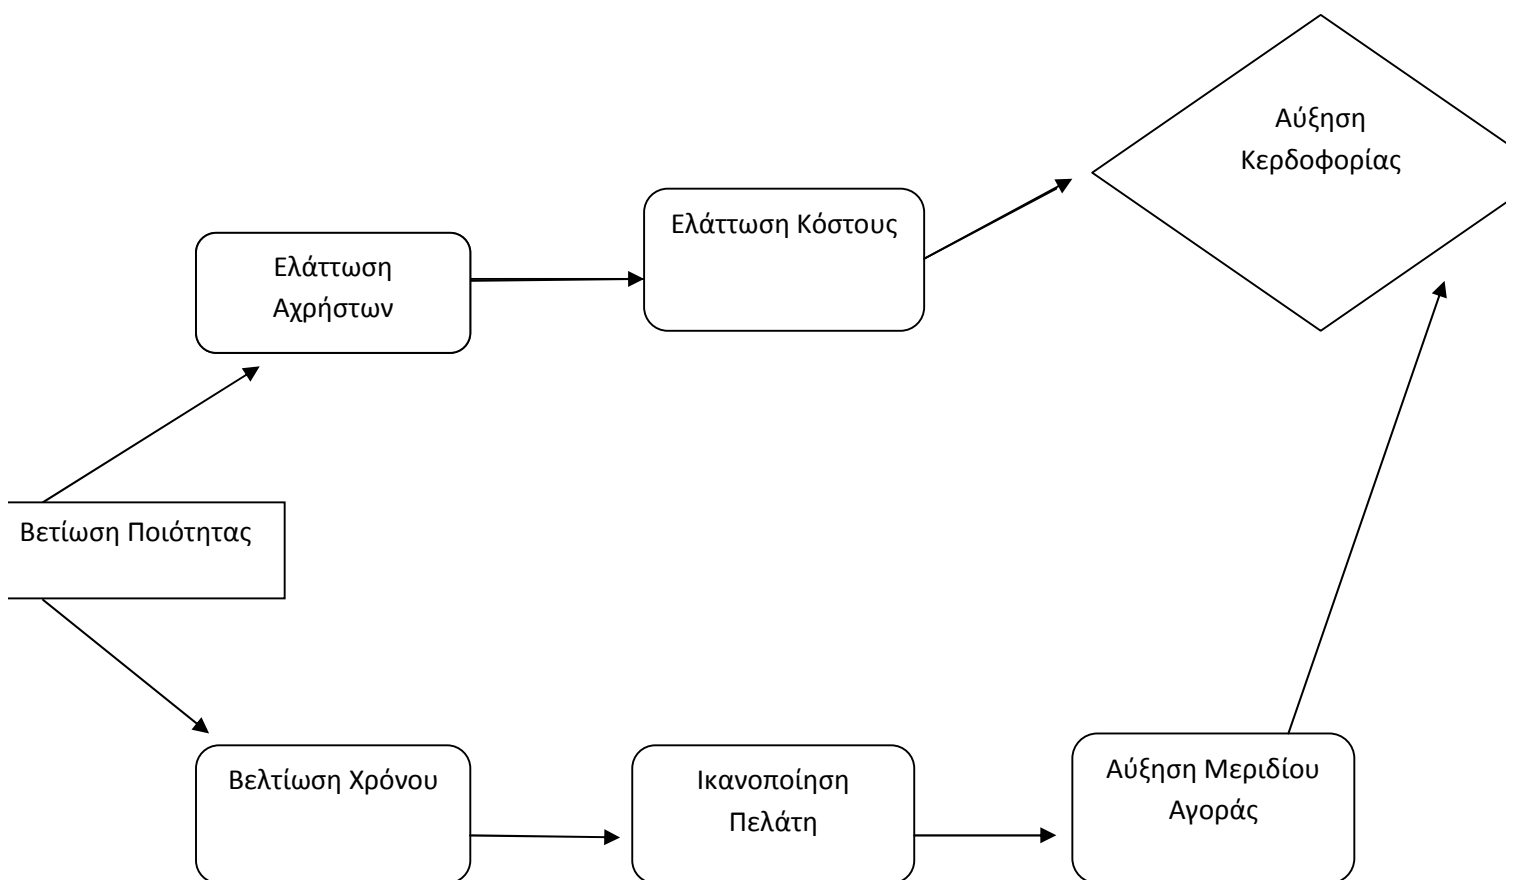 Αύξηση
Κερδοφορίας
Ελάττωση Κόστους
Ελάττωση
Αχρήστων
Βετίωση Ποιότητας
Βελτίωση Χρόνου
Ικανοποίηση
Πελάτη
Αύξηση Μεριδίου
Αγοράς